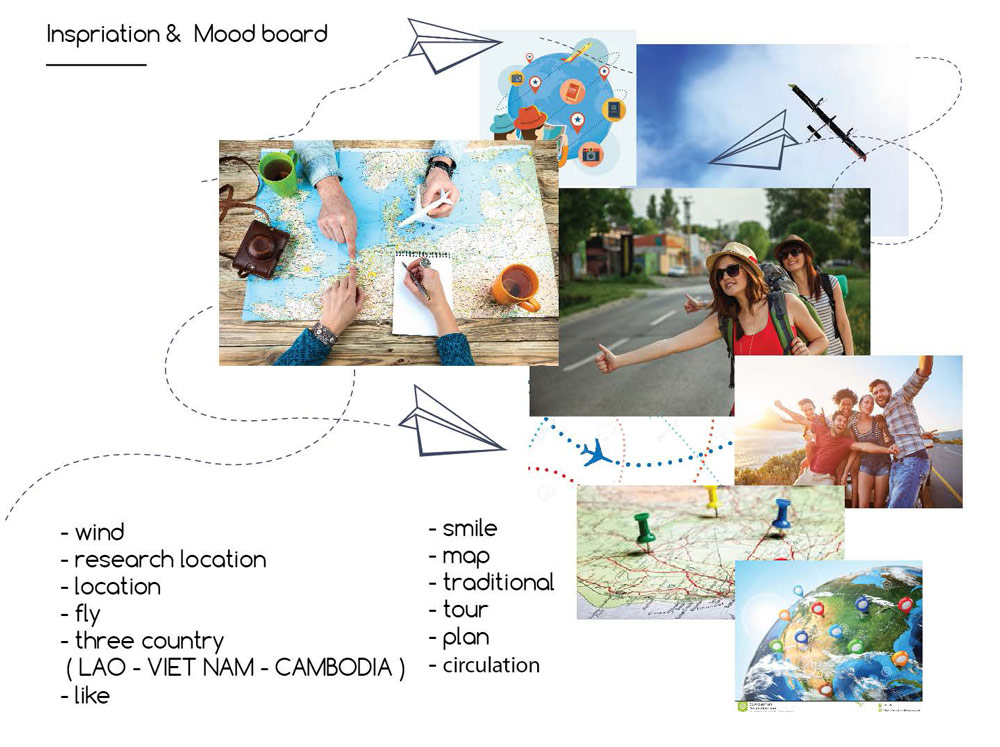 Inspriation & Mood board
- wind
- research location
- location
- fly
- three country
( LAO - VIET NAM - CAMBODIA )
- like
- smile
- map
- traditional
- tour
- plan
- circulation